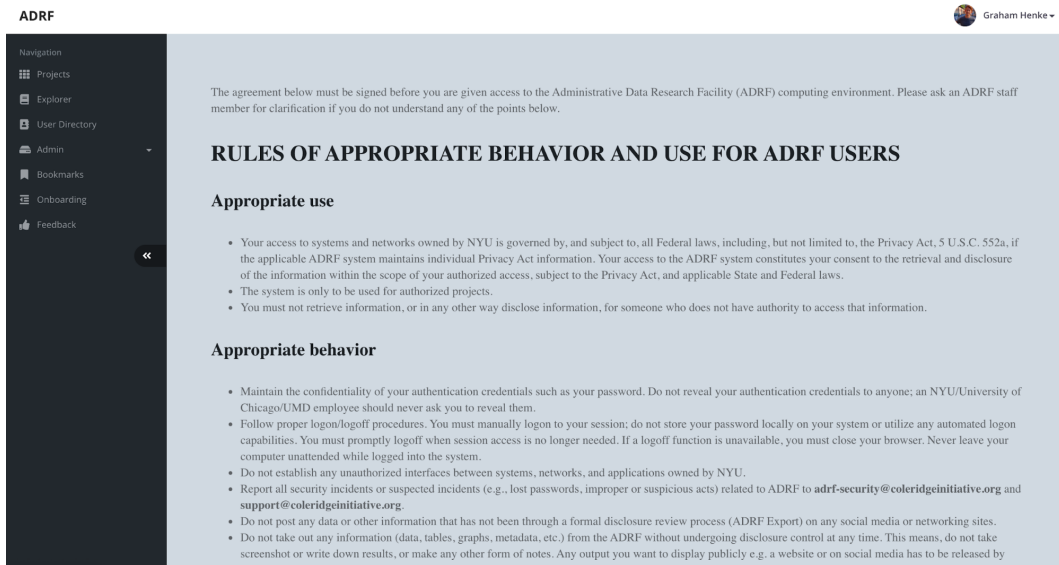 ADRF
Graham Henke
Navigation
Projects
Explorer
User Directory
Admin
Bookmarks
Onboarding
Feedback
The agreement below must be signed before you are given access to the Administrative Data Research Facility (ADRF) computing environment. Please ask an ADRF staff
member for clarification if you do not understand any of the points below.
RULES OF APPROPRIATE BEHAVIOR AND USE FOR ADRF USERS
Appropriate use
• Your access to systems and networks owned by NYU is governed by, and subject to, all Federal laws, including, but not limited to, the Privacy Act, 5 U.S.C. 552a, if
the applicable ADRF system maintains individual Privacy Act information. Your access to the ADRF system constitutes your consent to the retrieval and disclosure
of the information within the scope of your authorized access, subject to the Privacy Act, and applicable State and Federal laws.
• The system is only to be used for authorized projects.
• You must not retrieve information, or in any other way disclose information, for someone who does not have authority to access that information.
Appropriate behavior
• Maintain the confidentiality of your authentication credentials such as your password. Do not reveal your authentication credentials to anyone; an NYU/University of
Chicago/UMD employee should never ask you to reveal them.
• Follow proper logon/logoff procedures. You must manually logon to your session; do not store your password locally on your system or utilize any automated logon
capabilities. You must promptly logoff when session access is no longer needed. If a logoff function is unavailable, you must close your browser. Never leave your
computer unattended while logged into the system.
• Do not establish any unauthorized interfaces between systems, networks, and applications owned by NYU.
• Report all security incidents or suspected incidents (e.g., lost passwords, improper or suspicious acts) related to ADRF to adrf-security@coleridgeinitiative.org and
support@coleridgeinitiative.org.
• Do not post any data or other information that has not been through a formal disclosure review process (ADRF Export) on any social media or networking sites.
• Do not take out any information (data, tables, graphs, metadata, etc.) from the ADRF without undergoing disclosure control at any time. This means, do not take
screenshot or write down results, or make any other form of notes. Any output you want to display publicly e.g. a website or on social media has to be released by